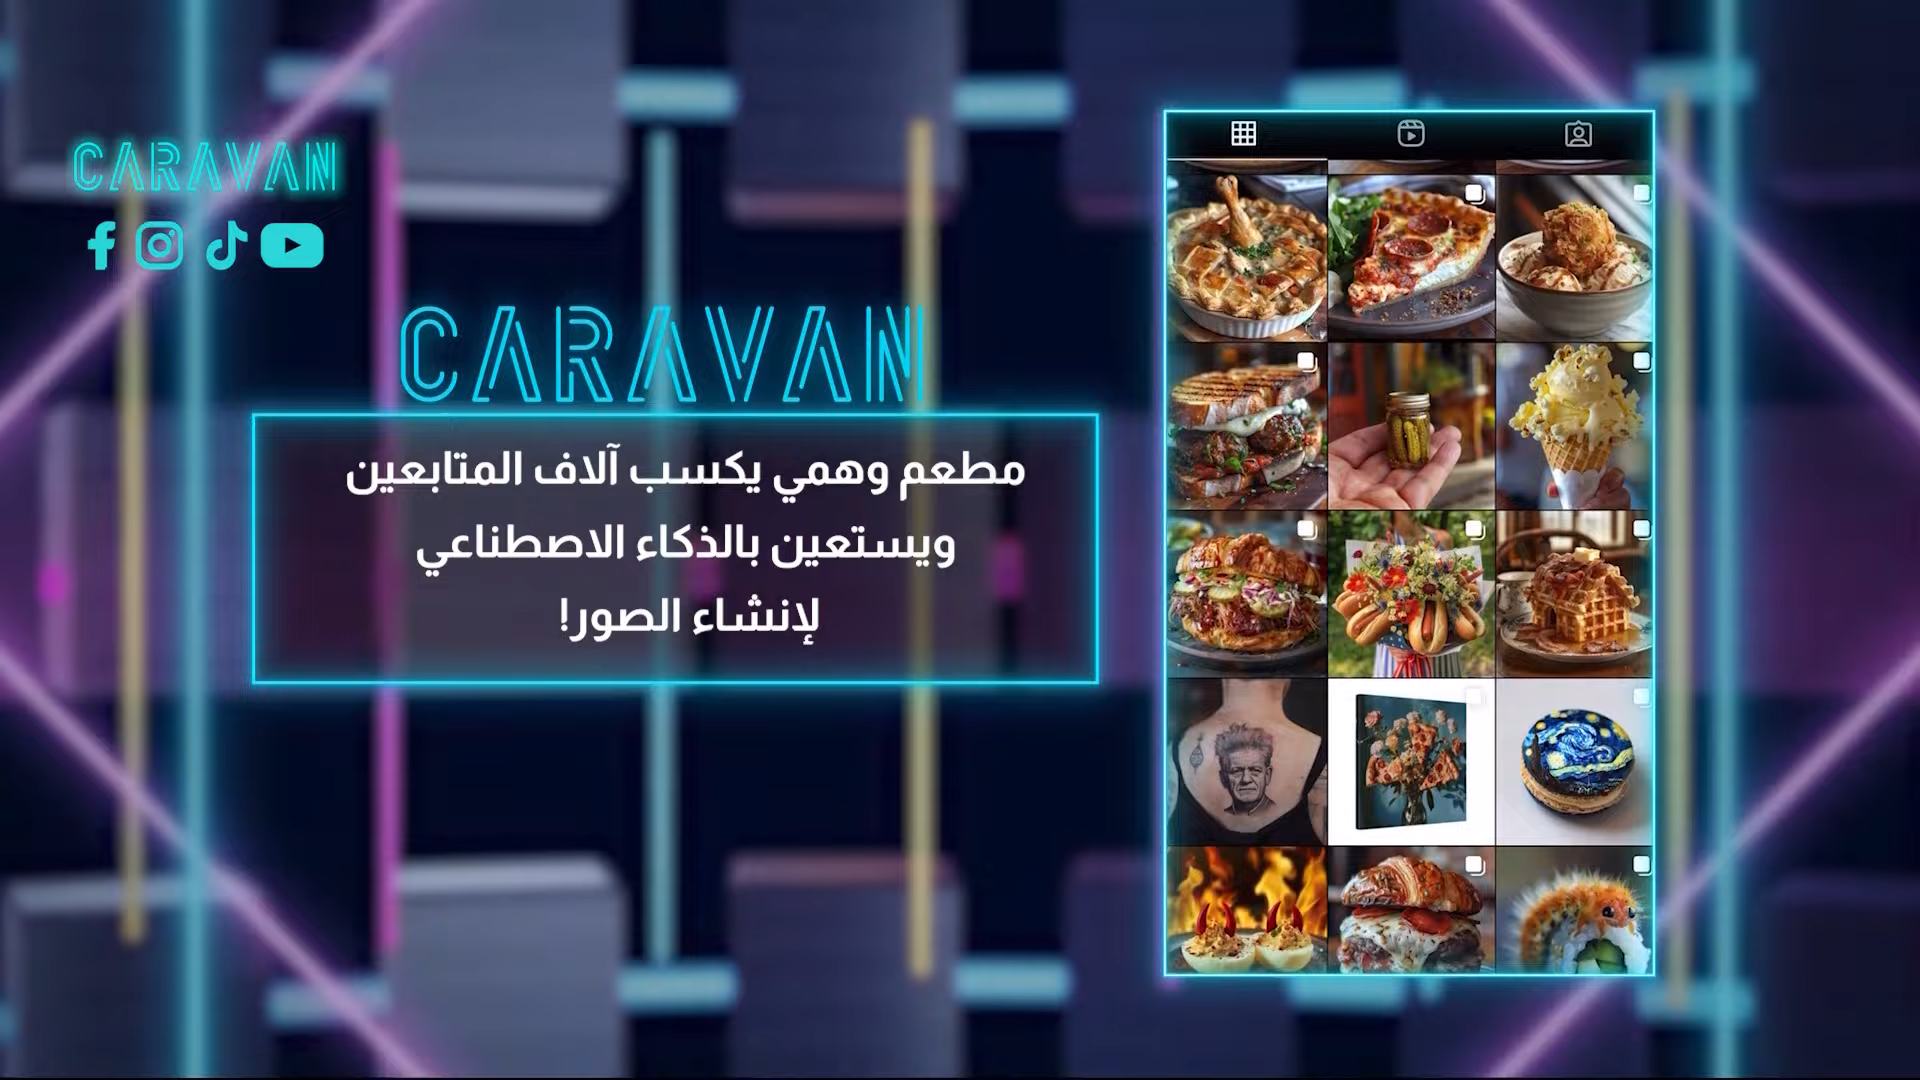 CARAVAN
CARAVAN
مطعم وهمي يكسب آلاف المتابعين
ويستعين بالذكاء الاصطناعي
لإنشاء الصور!